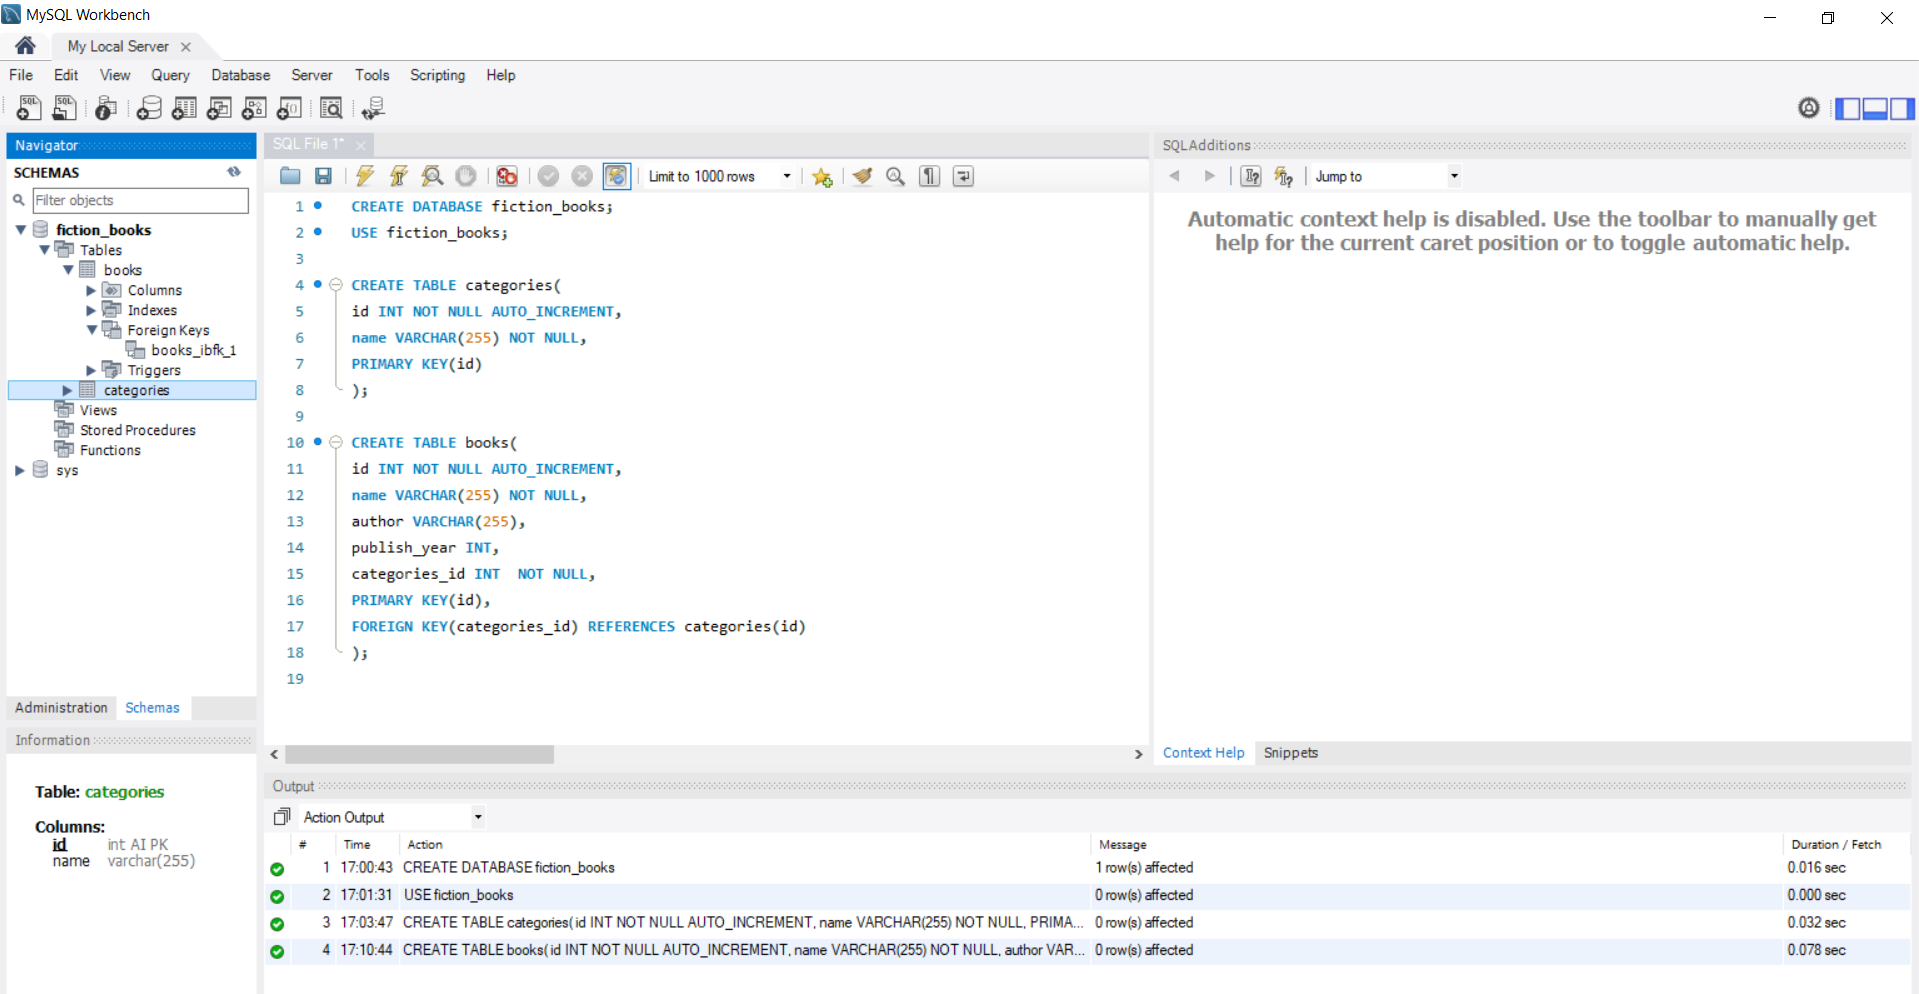 MySQL Workbench
My Local Server
File Edit View Query Database Server Tools Scripting Help
Navigator
SCHEMAS
Filter objects
fiction_books
Tables
books
Columns
Indexes
Foreign Keys
books_ibfk_1
Triggers
categories
Views
Stored Procedures
Functions
sys
Administration Schemas
Information
Table: categories
Columns:
id int AI PK
name varchar(255)
SQL File 1*
Limit to 1000 rows
1 CREATE DATABASE fiction_books;
2 USE fiction_books;
3
4 CREATE TABLE categories(
5 id INT NOT NULL AUTO_INCREMENT,
6 name VARCHAR(255) NOT NULL,
7 PRIMARY KEY(id)
8 );
9
10 CREATE TABLE books(
11 id INT NOT NULL AUTO_INCREMENT,
12 name VARCHAR(255) NOT NULL,
13 author VARCHAR(255),
14 publish_year INT,
15 categories_id INT  NOT NULL,
16 PRIMARY KEY(id),
17 FOREIGN KEY(categories_id) REFERENCES categories(id)
18 );
19
SQLAdditions
Jump to
Automatic context help is disabled. Use the toolbar to manually get
help for the current caret position or to toggle automatic help.
Context Help Snippets
Output
Action Output
# Time Action Message Duration / Fetch
1 17:00:43 CREATE DATABASE fiction_books 1 row(s) affected 0.016 sec
2 17:01:31 USE fiction_books 0 row(s) affected 0.000 sec
3 17:03:47 CREATE TABLE categories( id INT NOT NULL AUTO_INCREMENT, name VARCHAR(255) NOT NULL, PRIMA... 0 row(s) affected 0.032 sec
4 17:10:44 CREATE TABLE books( id INT NOT NULL AUTO_INCREMENT, name VARCHAR(255) NOT NULL, author VAR... 0 row(s) affected 0.078 sec